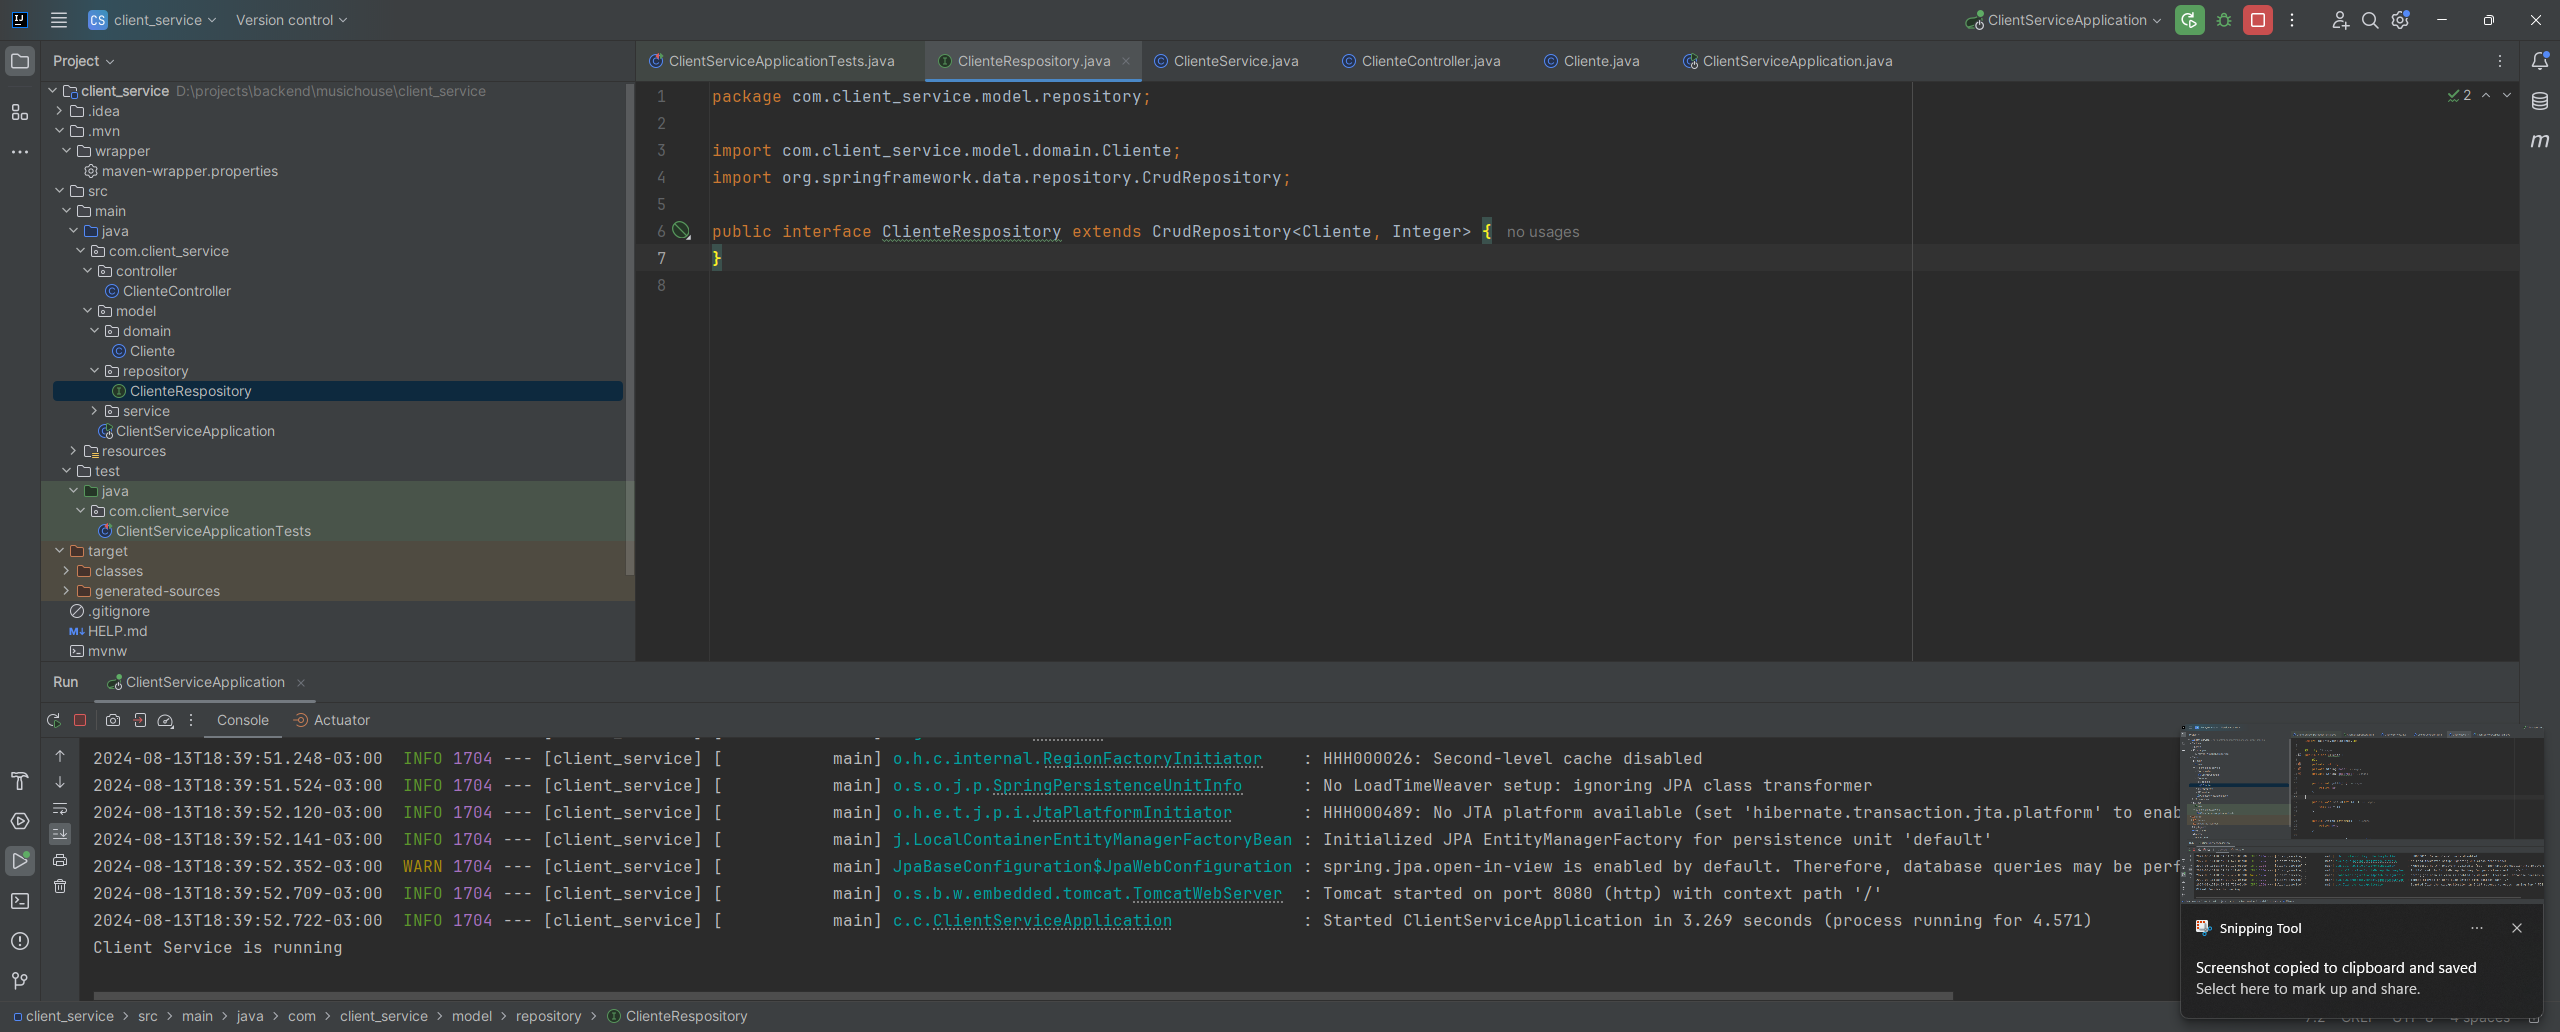 CS client_service Version control ClientServiceApplication
Project
client_service D:\projects\backend\musichouse\client_service
.idea
.mvn
wrapper
maven-wrapper.properties
src
main
java
com.client_service
controller
ClienteController
model
domain
Cliente
repository
ClienteRespository
service
ClientServiceApplication
resources
test
java
com.client_service
ClientServiceApplicationTests
target
classes
generated-sources
.gitignore
HELP.md
mvnw
ClientServiceApplicationTests.java ClienteRespository.java ClienteService.java ClienteController.java Cliente.java ClientServiceApplication.java
2
1 package com.client_service.model.repository;
2
3 import com.client_service.model.domain.Cliente;
4 import org.springframework.data.repository.CrudRepository;
5
6 public interface ClienteRespository extends CrudRepository<Cliente, Integer> { no usages
7 }
8
Run ClientServiceApplication
Console Actuator
2024-08-13T18:39:51.248-03:00 INFO 1704 --- [client_service] [ main] o.h.c.internal.RegionFactoryInitiator : HHH000026: Second-level cache disabled
2024-08-13T18:39:51.524-03:00 INFO 1704 --- [client_service] [ main] o.s.o.j.p.SpringPersistenceUnitInfo : No LoadTimeWeaver setup: ignoring JPA class transformer
2024-08-13T18:39:52.120-03:00 INFO 1704 --- [client_service] [ main] o.h.e.t.j.p.i.JtaPlatformInitiator : HHH000489: No JTA platform available (set 'hibernate.transaction.jta.platform' to enab
2024-08-13T18:39:52.141-03:00 INFO 1704 --- [client_service] [ main] j.LocalContainerEntityManagerFactoryBean : Initialized JPA EntityManagerFactory for persistence unit 'default'
2024-08-13T18:39:52.352-03:00 WARN 1704 --- [client_service] [ main] JpaBaseConfiguration$JpaWebConfiguration : spring.jpa.open-in-view is enabled by default. Therefore, database queries may be perf
2024-08-13T18:39:52.709-03:00 INFO 1704 --- [client_service] [ main] o.s.b.w.embedded.tomcat.TomcatWebServer : Tomcat started on port 8080 (http) with context path '/'
2024-08-13T18:39:52.722-03:00 INFO 1704 --- [client_service] [ main] c.c.ClientServiceApplication : Started ClientServiceApplication in 3.269 seconds (process running for 4.571)
Client Service is running
Snipping Tool
Screenshot copied to clipboard and saved
Select here to mark up and share.
client_service > src > main > java > com > client_service > model > repository > ClienteRespository